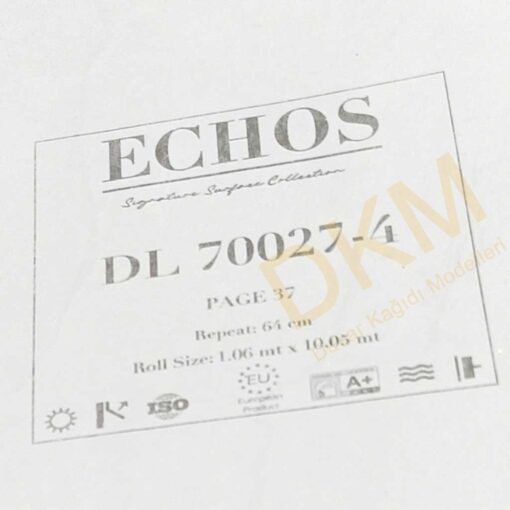 ECHOS
Signature Surface Collection
DL 70027-4
PAGE 37
Repeat: 64 cm
Roll Size: 1.06 mt x 10.05 mt
ISO
EU
European
Product
A+
DKM
Duvar Kağıdı Modelleri